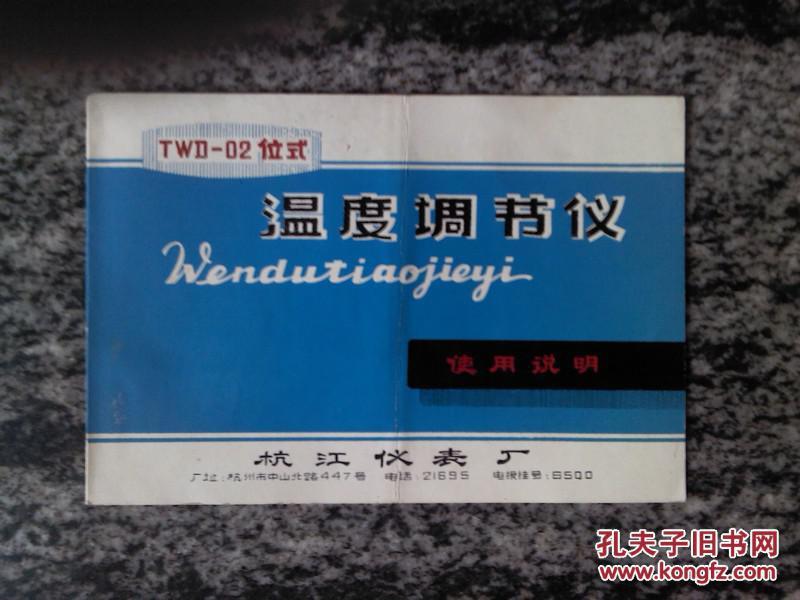 TWD-02 位式
温度调节仪
Wendutiaojieyi
使用说明
杭江仪表厂
厂址:杭州市中山北路447号 电话:21695 电报挂号:6500
孔夫子旧书网
www.kongfz.com